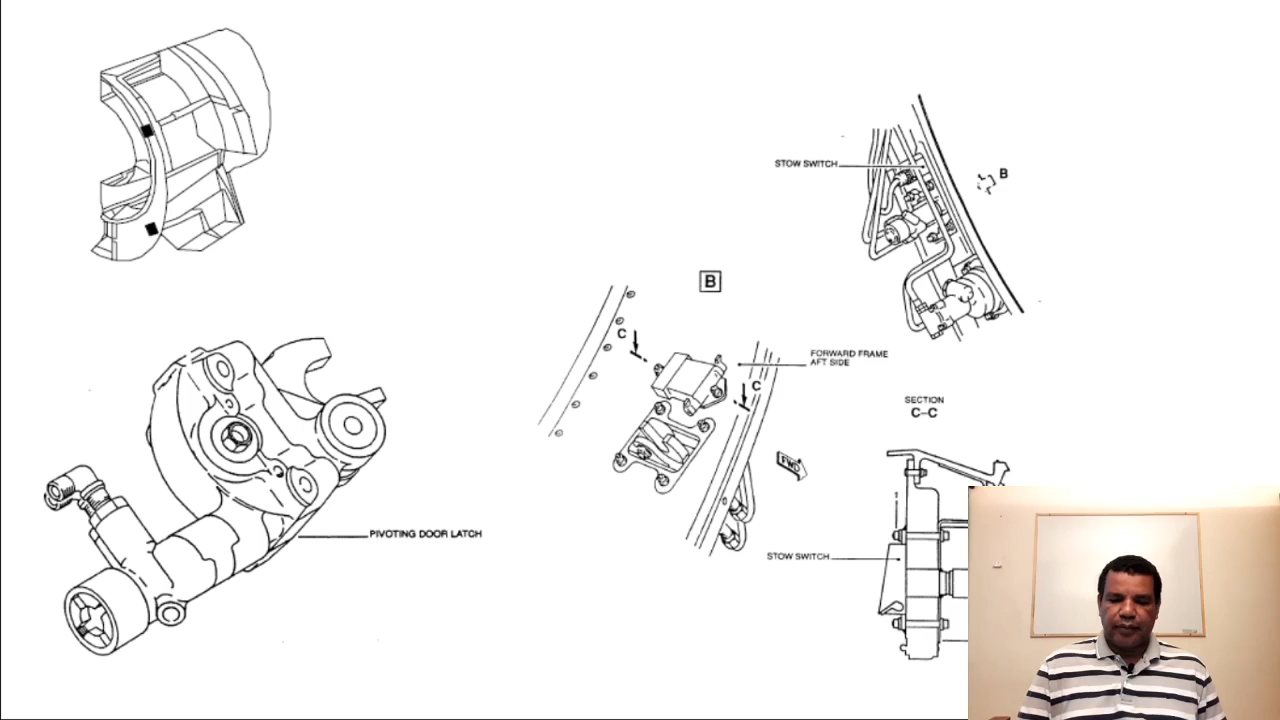 STOW SWITCH
B
B
C
FORWARD FRAME
AFT SIDE
C
SECTION
C-C
FWD
PIVOTING DOOR LATCH
STOW SWITCH